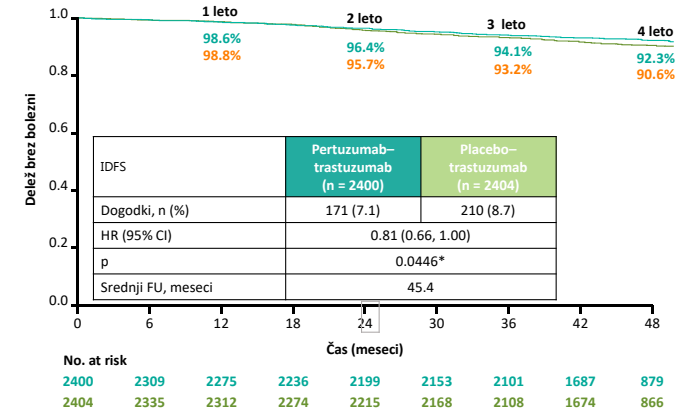 1 leto 2 leto 3 leto 4 leto
98.6% 96.4% 94.1% 92.3%
98.8% 95.7% 93.2% 90.6%
1.0
0.8
0.6
0.4
0.2
0.0
Delež brez bolezni
IDFS Pertuzumab– trastuzumab (n = 2400) Placebo– trastuzumab (n = 2404)
Dogodki, n (%) 171 (7.1) 210 (8.7)
HR (95% CI) 0.81 (0.66, 1.00)
p 0.0446*
Srednji FU, meseci 45.4
0 6 12 18 24 30 36 42 48
Čas (meseci)
No. at risk
2400 2309 2275 2236 2199 2153 2101 1687 879
2404 2335 2312 2274 2215 2168 2108 1674 866